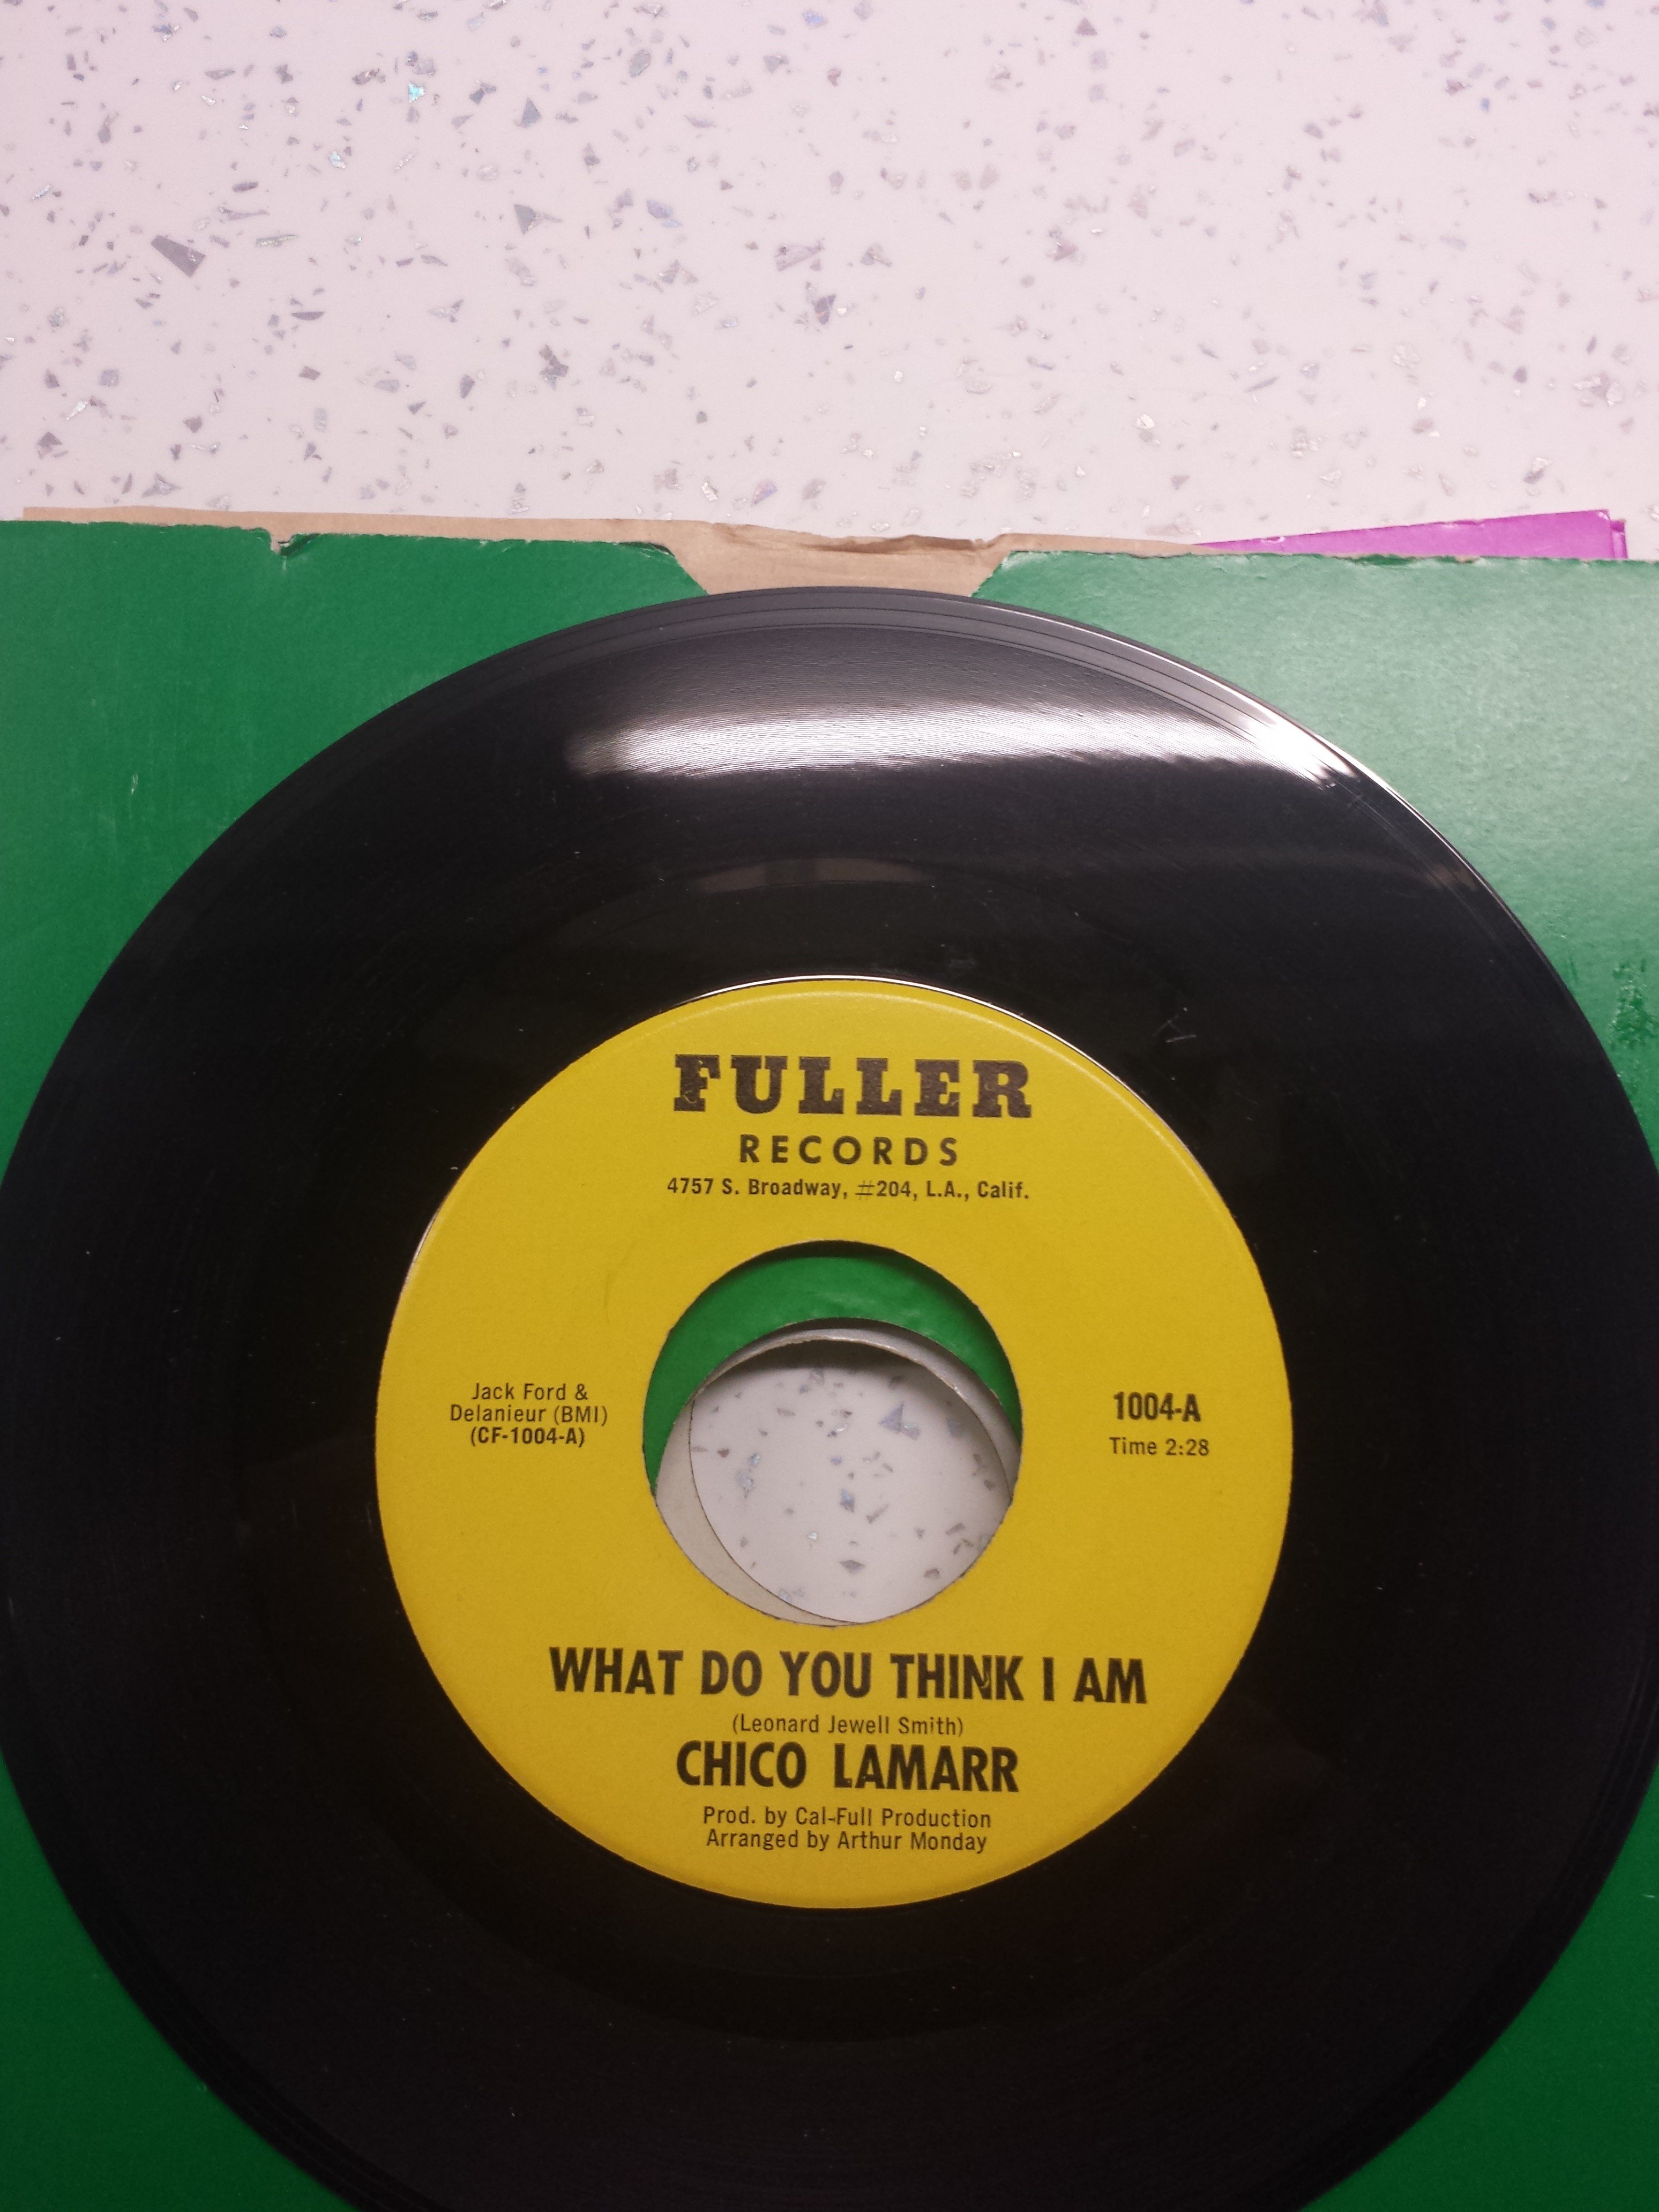 FULLER
RECORDS
4757 S. Broadway, #204, L.A., Calif.
Jack Ford &
Delanieur (BMI)
(CF-1004-A)
1004-A
Time 2:28
WHAT DO YOU THINK I AM
(Leonard Jewell Smith)
CHICO LAMARR
Prod. by Cal-Full Production
Arranged by Arthur Monday